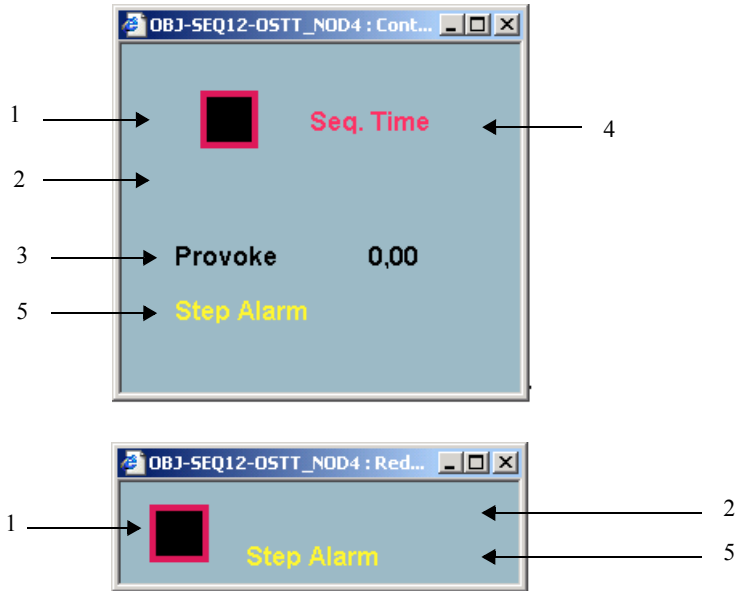 OBJ-SEQ12-OSTT_NOD4 : Cont...
1
Seq. Time
4
2
3
Provoke 0,00
5
Step Alarm
OBJ-SEQ12-OSTT_NOD4 : Red...
2
1
Step Alarm
5